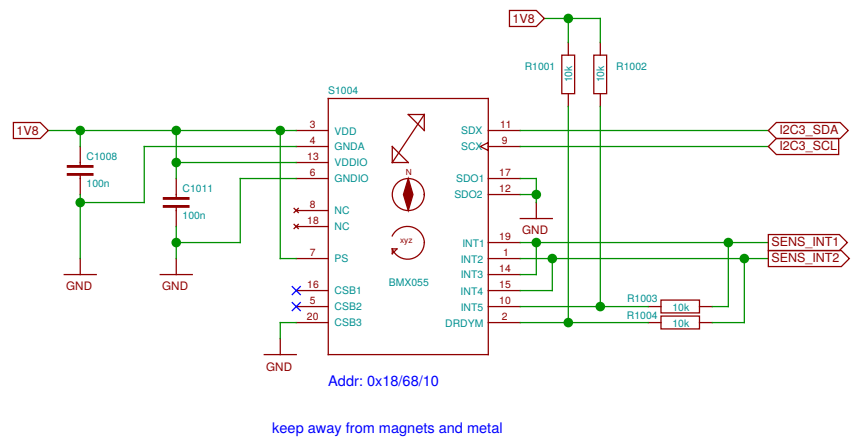 1V8
R1001
10k
10k
R1002
S1004
1V8
C1008
100n
GND
C1011
100n
GND
3 VDD
4 GNDA
13 VDDIO
6 GNDIO
8 NC
18 NC
7 PS
16 CSB1
5 CSB2
20 CSB3
GND
N
xyz
BMX055
SDX 11
SCX 9
SDO1 17
SDO2 12
GND
INT1 19
INT2 1
INT3 14
INT4 15
INT5 10
DRDYM 2
I2C3_SDA
I2C3_SCL
SENS_INT1
SENS_INT2
R1003
10k
R1004
10k
Addr: 0x18/68/10
keep away from magnets and metal